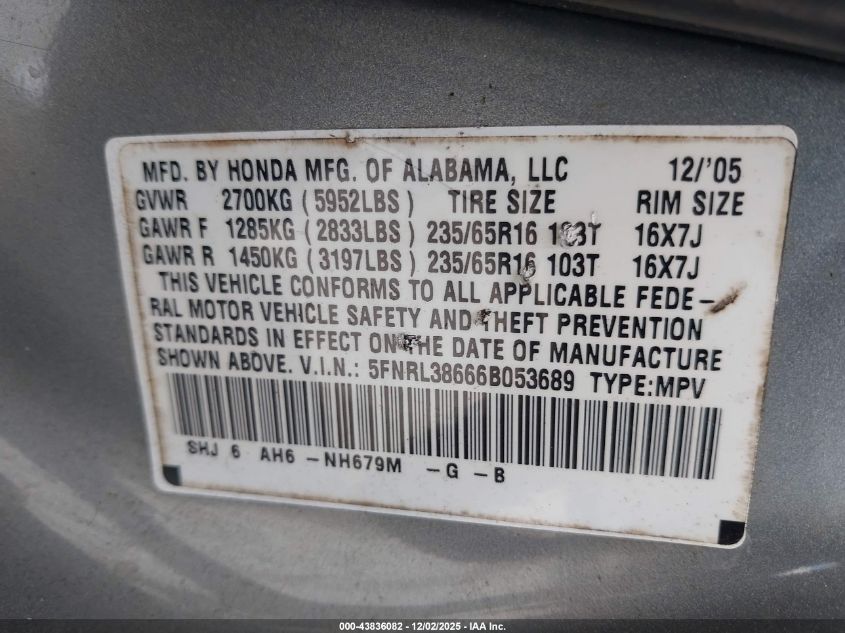 MFD. BY HONDA MFG. OF ALABAMA, LLC 12/'05
GVWR 2700KG (5952LBS) TIRE SIZE RIM SIZE
GAWR F 1285KG (2833LBS) 235/65R16 103T 16X7J
GAWR R 1450KG (3197LBS) 235/65R16 103T 16X7J
THIS VEHICLE CONFORMS TO ALL APPLICABLE FEDE-
RAL MOTOR VEHICLE SAFETY AND THEFT PREVENTION
STANDARDS IN EFFECT ON THE DATE OF MANUFACTURE
SHOWN ABOVE. V.I.N.: 5FNRL38666B053689 TYPE:MPV
SHJ 6 AH6 -NH679M -G -B
000-43836082 - 12/02/2025 - IAA Inc.